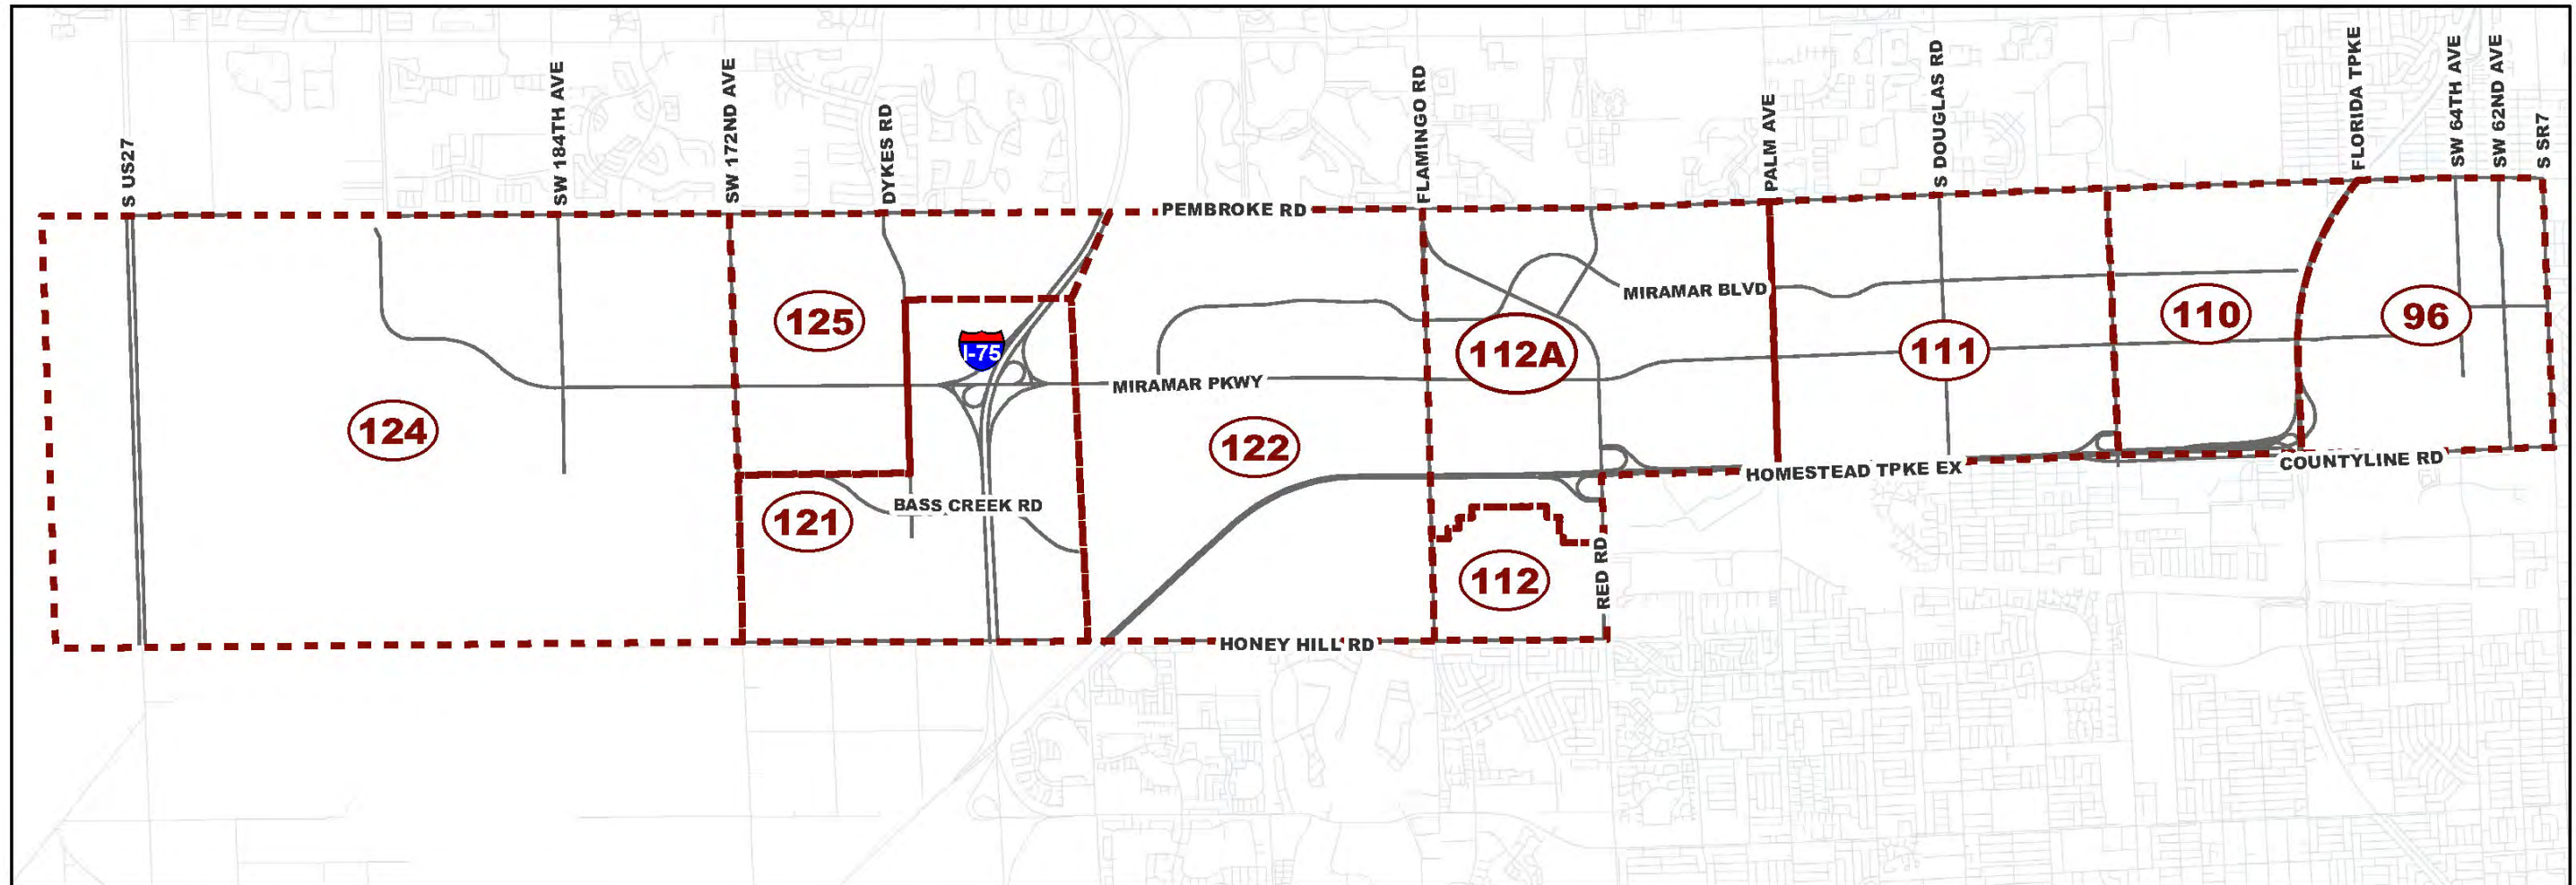 S US27
SW 184TH AVE
SW 172ND AVE
DYKES RD
FLAMINGO RD
PALM AVE
S DOUGLAS RD
FLORIDA TPKE
SW 64TH AVE
SW 62ND AVE
S SR7
PEMBROKE RD
MIRAMAR BLVD
125
110
96
I-75
112A
111
MIRAMAR PKWY
124
122
COUNTYLINE RD
HOMESTEAD TPKE EX
BASS CREEK RD
121
RED RD
112
HONEY HILL RD